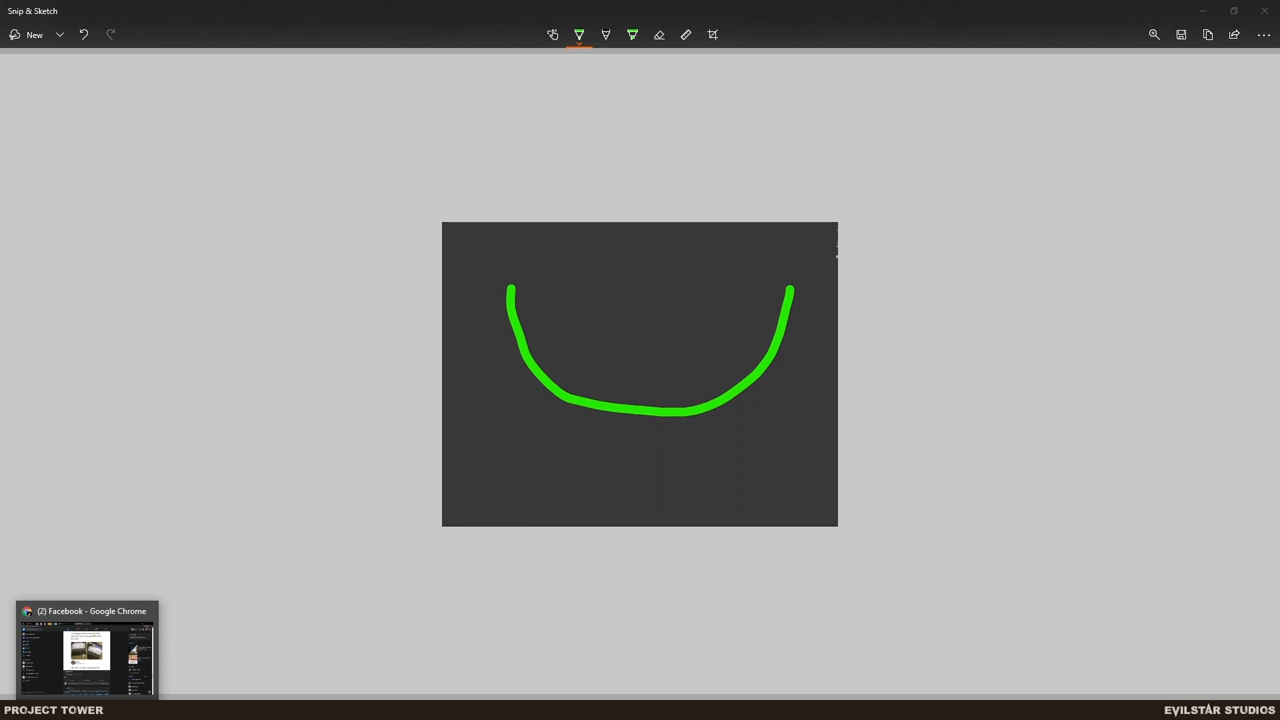 Snip & Sketch
New
(2) Facebook - Google Chrome
PROJECT TOWER
EVILSTAR STUDIOS